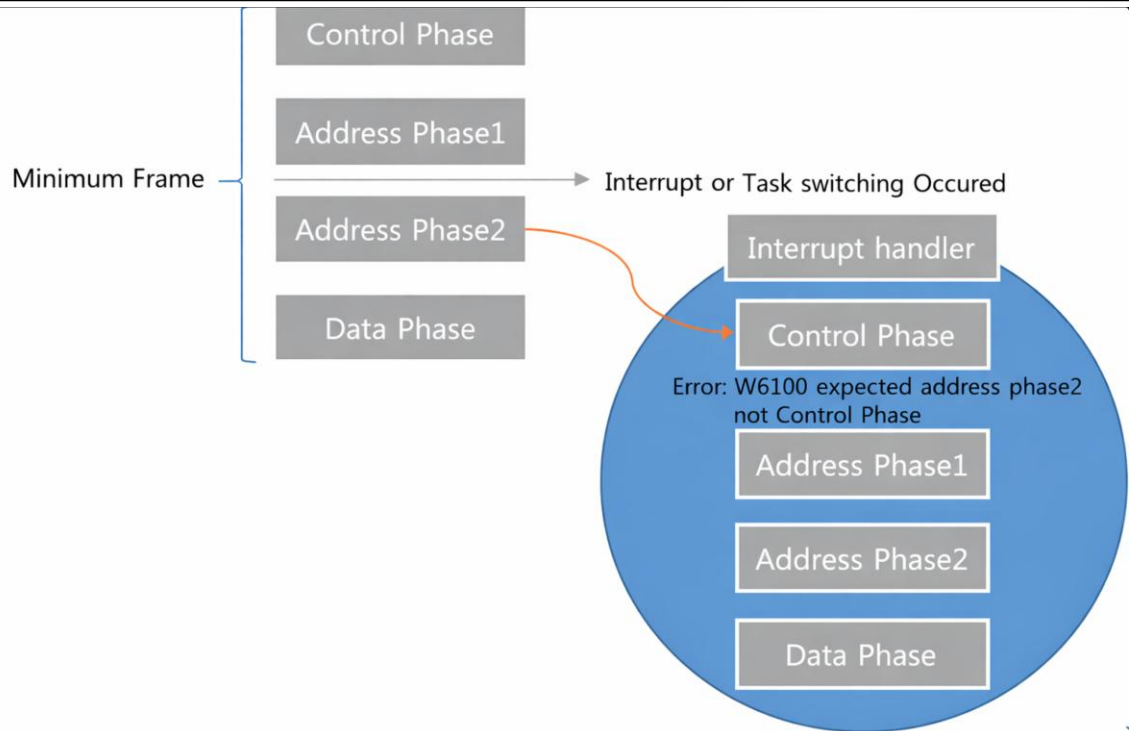 Control Phase
Address Phase1
Minimum Frame
Interrupt or Task switching Occured
Address Phase2
Interrupt handler
Data Phase
Control Phase
Error: W6100 expected address phase2
not Control Phase
Address Phase1
Address Phase2
Data Phase